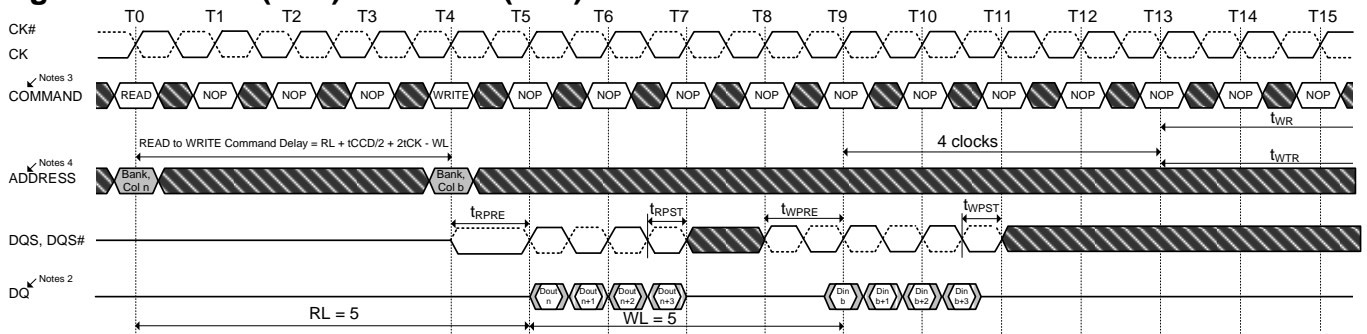 T0 T1 T2 T3 T4 T5 T6 T7 T8 T9 T10 T11 T12 T13 T14 T15
CK#
CK
Notes 3
COMMAND READ NOP NOP NOP WRITE NOP NOP NOP NOP NOP NOP NOP NOP NOP NOP NOP
tWR
READ to WRITE Command Delay = RL + tCCD/2 + 2tCK - WL
4 clocks
tWTR
Notes 4
ADDRESS Bank, Col n Bank, Col b
tRPRE tRPST tWPRE tWPST
DQS, DQS#
Notes 2
DQ Dout n Dout n+1 Dout n+2 Dout n+3 Din b Din b+1 Din b+2 Din b+3
RL = 5 WL = 5